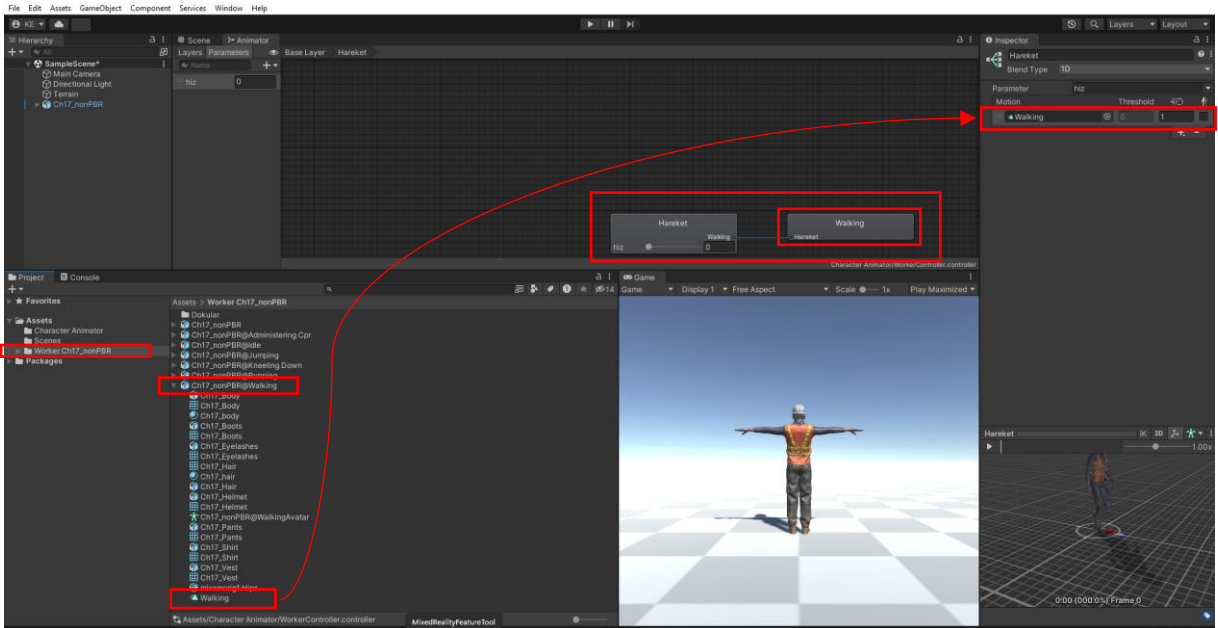 File Edit Assets GameObject Component Services Window Help
KE
Layers Layout
Hierarchy
Scene Animator
Inspector
All
Layers Parameters Base Layer Hareket
Hareket
SampleScene*
Name
Blend Type 1D
Main Camera
hiz 0
Directional Light
Parameter hiz
Terrain
Motion Threshold
Ch17_nonPBR
Walking 0 1
Hareket Walking
Walking Hareket
hiz 0
Character Animator/WorkerController.controller
Project Console
Game
14
Game Display 1 Free Aspect Scale 1x Play Maximized
Favorites
Assets > Worker Ch17_nonPBR
Dokular
Assets
Ch17_nonPBR
Character Animator
Ch17_nonPBR@Administering Cpr
Scenes
Ch17_nonPBR@Idle
Worker Ch17_nonPBR
Ch17_nonPBR@Jumping
Packages
Ch17_nonPBR@Kneeling Down
Ch17_nonPBR@Running
Ch17_nonPBR@Walking
Ch17_Body
Ch17_Body
Ch17_body
Ch17_Boots
Ch17_Boots
Ch17_Eyelashes
Ch17_Eyelashes
Ch17_Hair
Ch17_hair
Ch17_Hair
Ch17_Helmet
Ch17_Helmet
Ch17_nonPBR@WalkingAvatar
Ch17_Pants
Ch17_Pants
Ch17_Shirt
Ch17_Shirt
Ch17_Vest
Ch17_Vest
Walking
Hareket 2D
1.00x
0:00 (000.0%) Frame 0
Assets/Character Animator/WorkerController.controller
MixedRealityFeatureTool